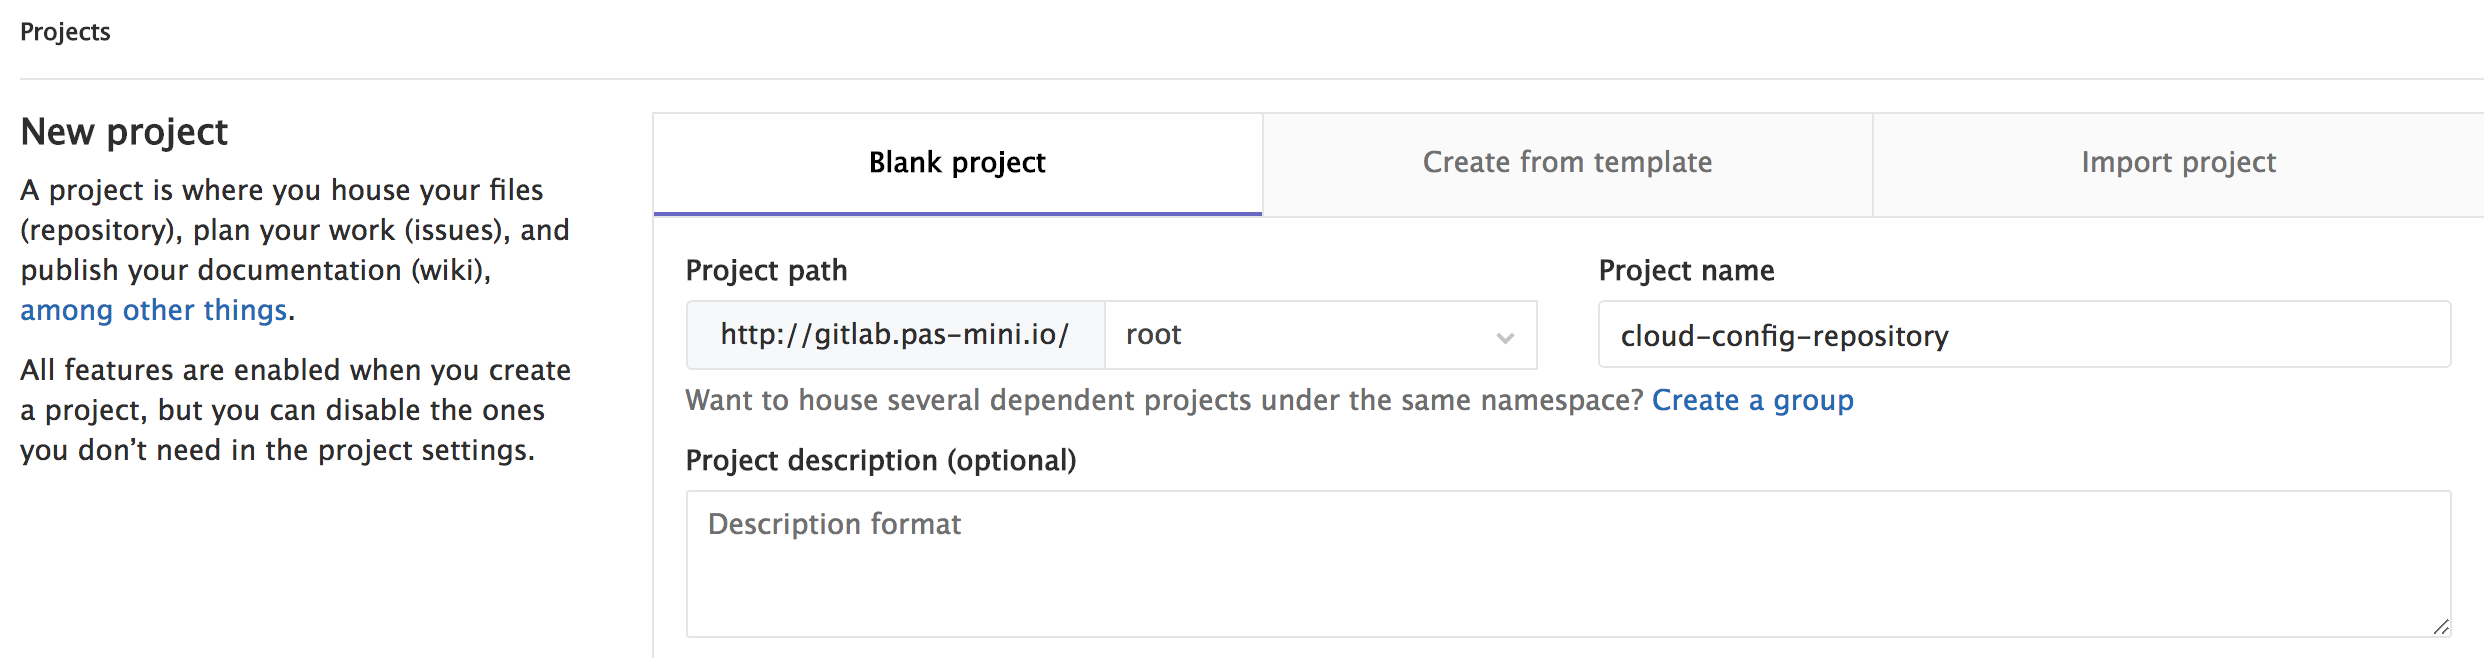 Projects
New project
A project is where you house your files
(repository), plan your work (issues), and
publish your documentation (wiki),
among other things.
All features are enabled when you create
a project, but you can disable the ones
you don’t need in the project settings.
Blank project
Create from template
Import project
Project path
http://gitlab.pas-mini.io/
root
Project name
cloud-config-repository
Want to house several dependent projects under the same namespace? Create a group
Project description (optional)
Description format